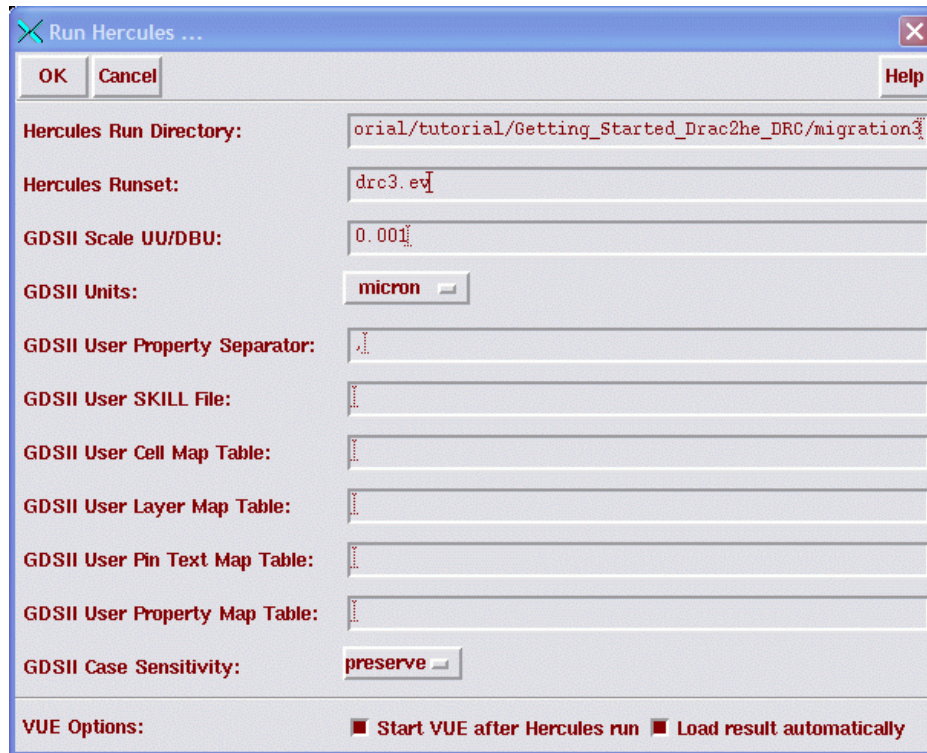 Run Hercules ...
OK Cancel Help
Hercules Run Directory: orial/tutorial/Getting_Started_Drac2he_DRC/migration3
Hercules Runset: drc3.ev
GDSII Scale UU/DBU: 0.001
GDSII Units: micron
GDSII User Property Separator: ,
GDSII User SKILL File:
GDSII User Cell Map Table:
GDSII User Layer Map Table:
GDSII User Pin Text Map Table:
GDSII User Property Map Table:
GDSII Case Sensitivity: preserve
VUE Options: Start VUE after Hercules run Load result automatically